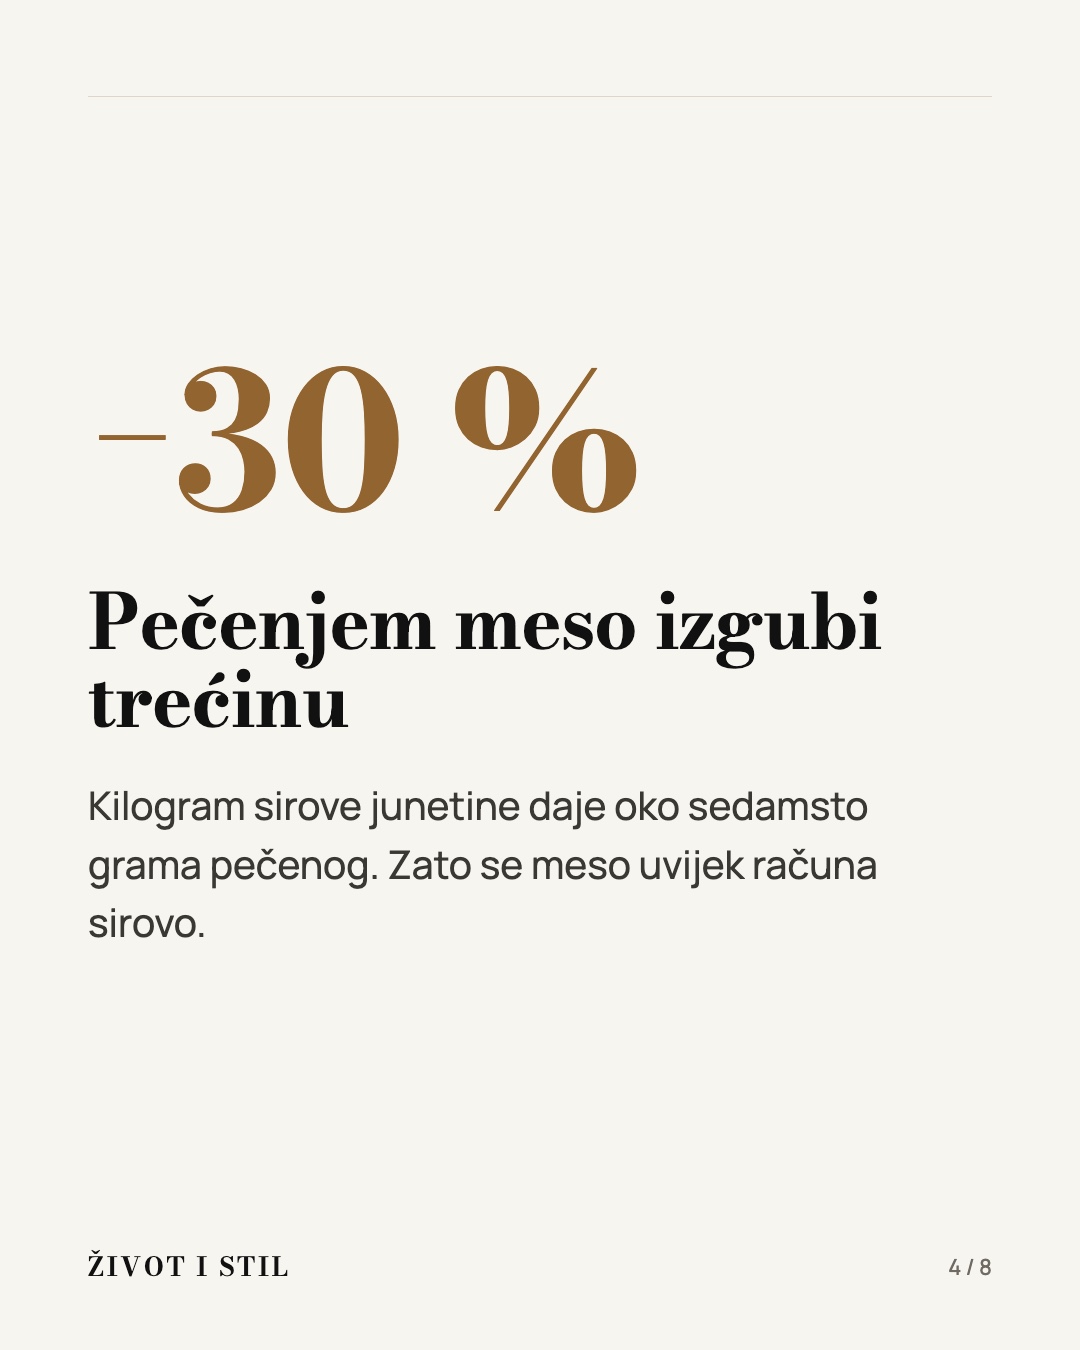 –30 %
Pečenjem meso izgubi
trećinu
Kilogram sirove junetine daje oko sedamsto
grama pečenog. Zato se meso uvijek računa
sirovo.
ŽIVOT I STIL
4 / 8